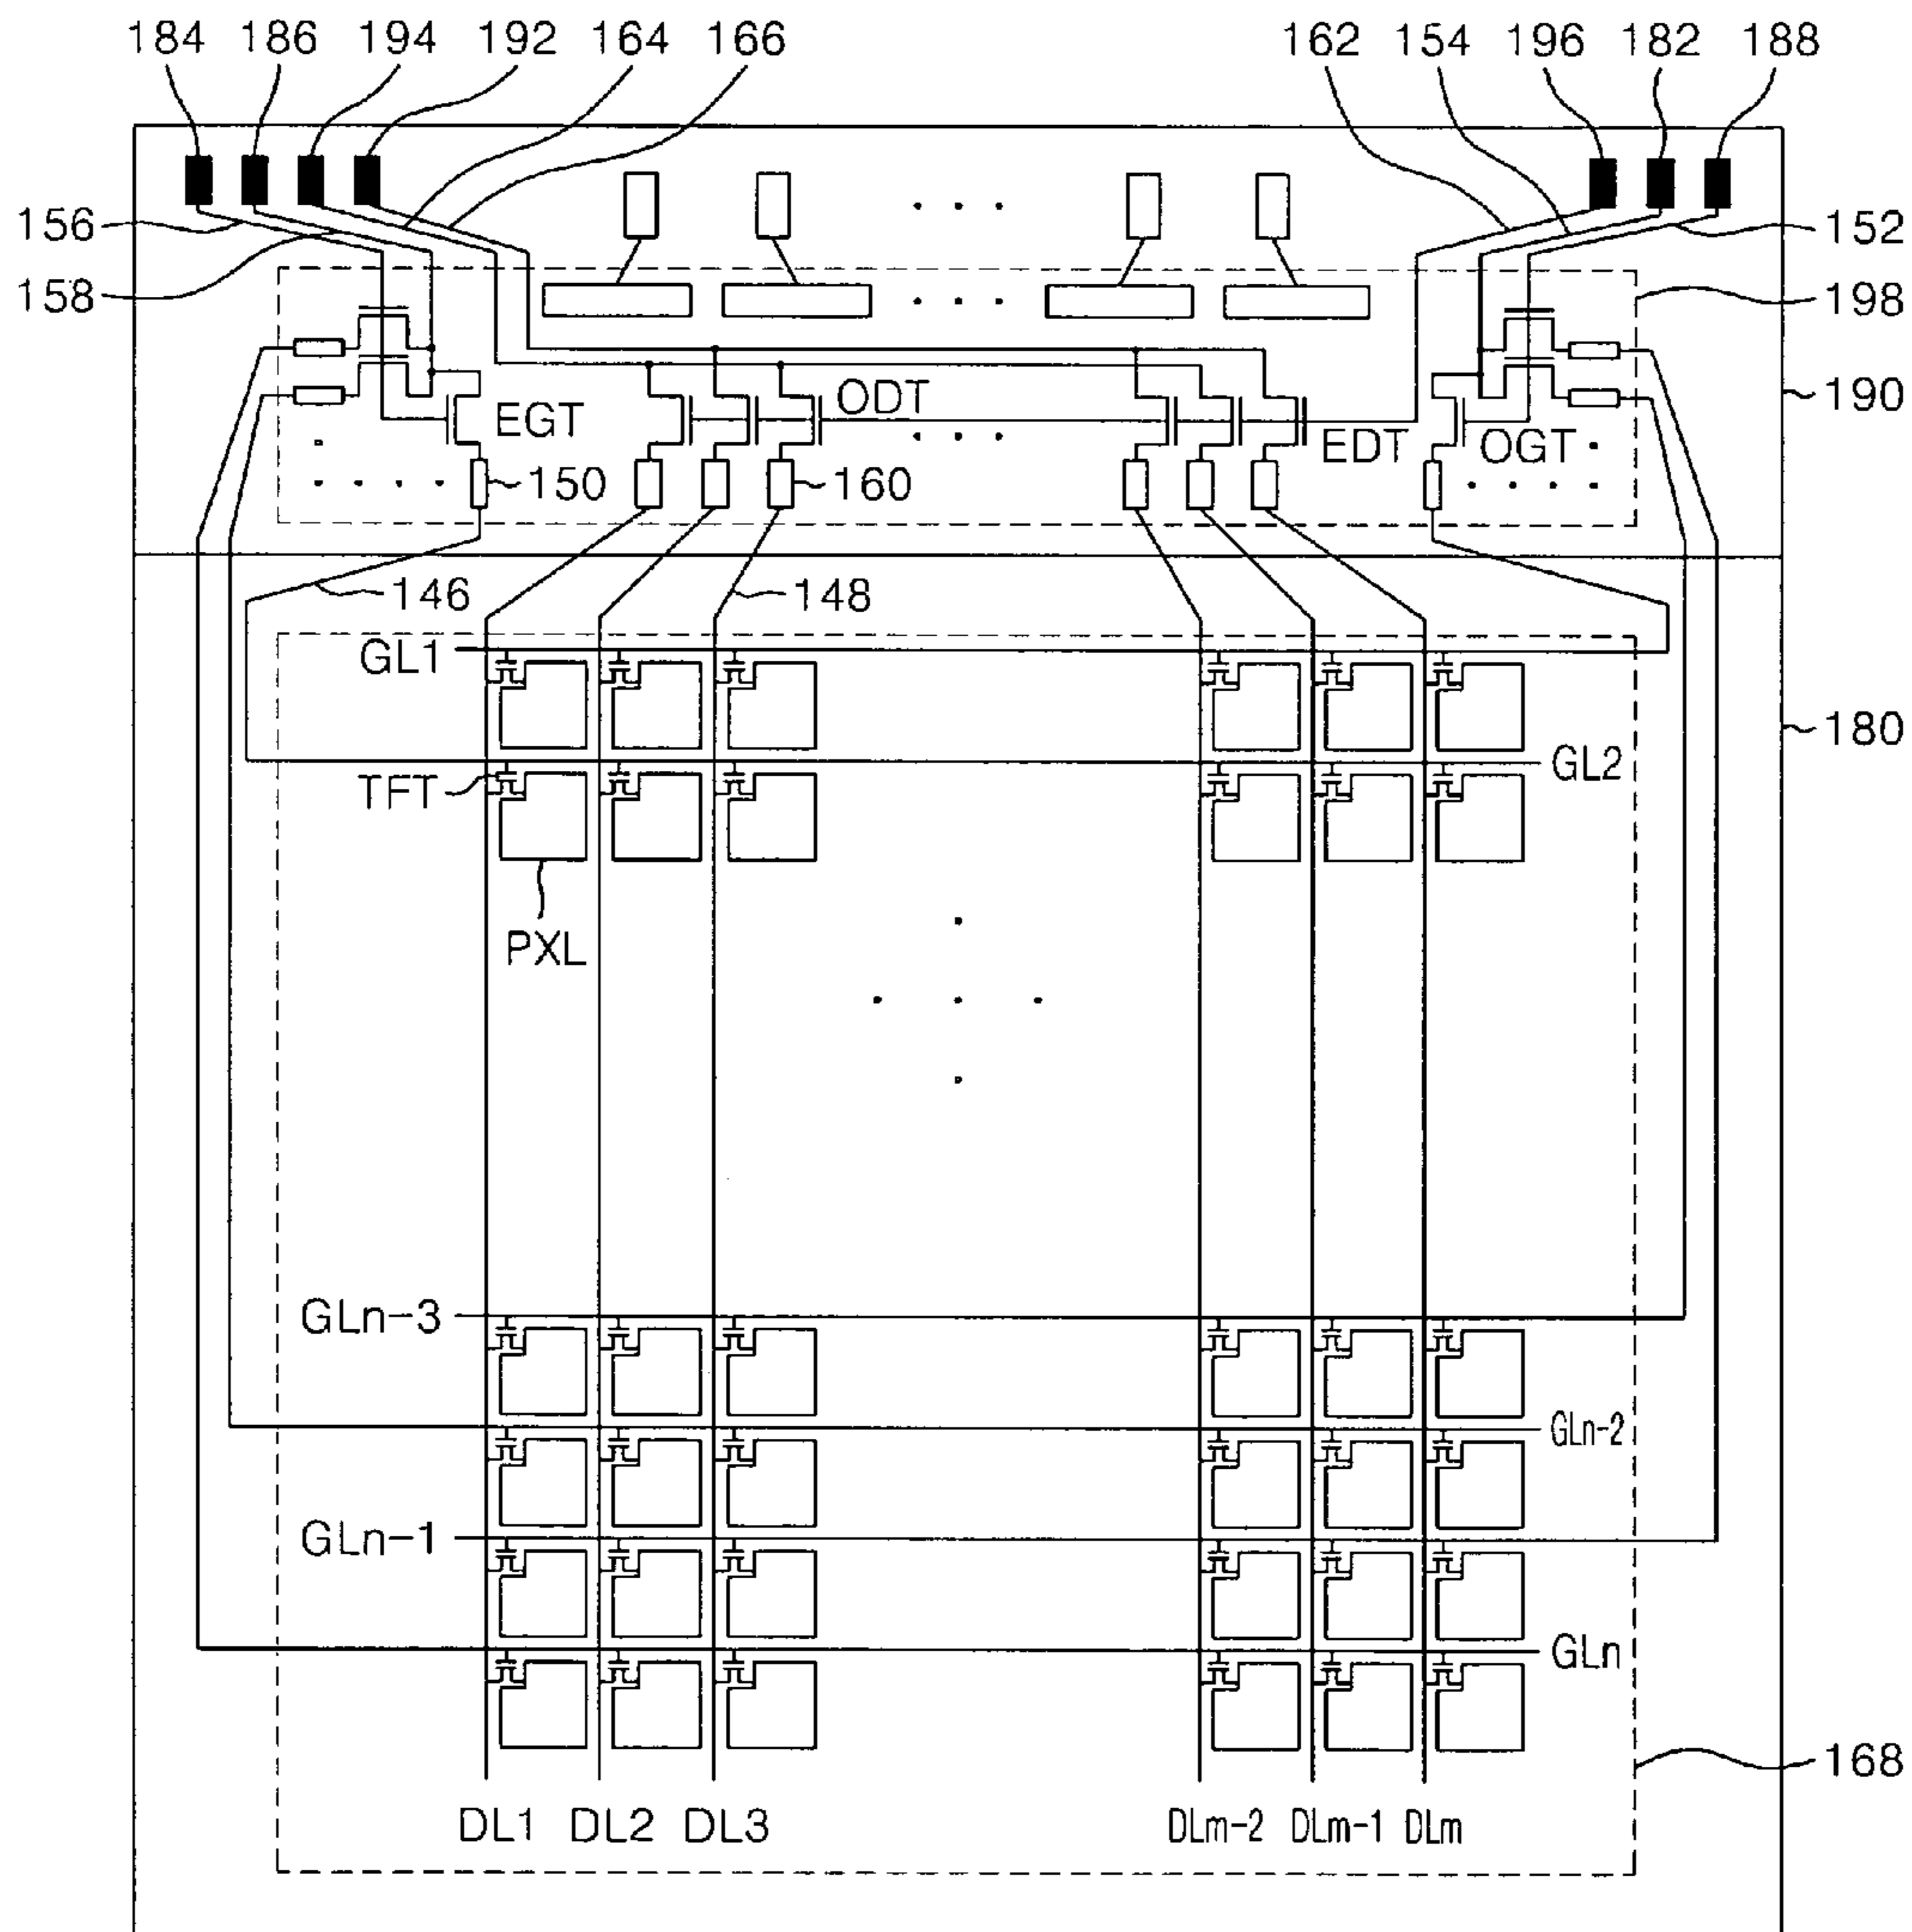 184 186 194 192 164 166 162 154 196 182 188
156 152
158 198
ODT 190
EGT EDT OGT
150 160
146 148
GL1
180
GL2
TFT
PXL
GLn-3
GLn-2
GLn-1
GLn
168
DL1 DL2 DL3 DLm-2 DLm-1 DLm